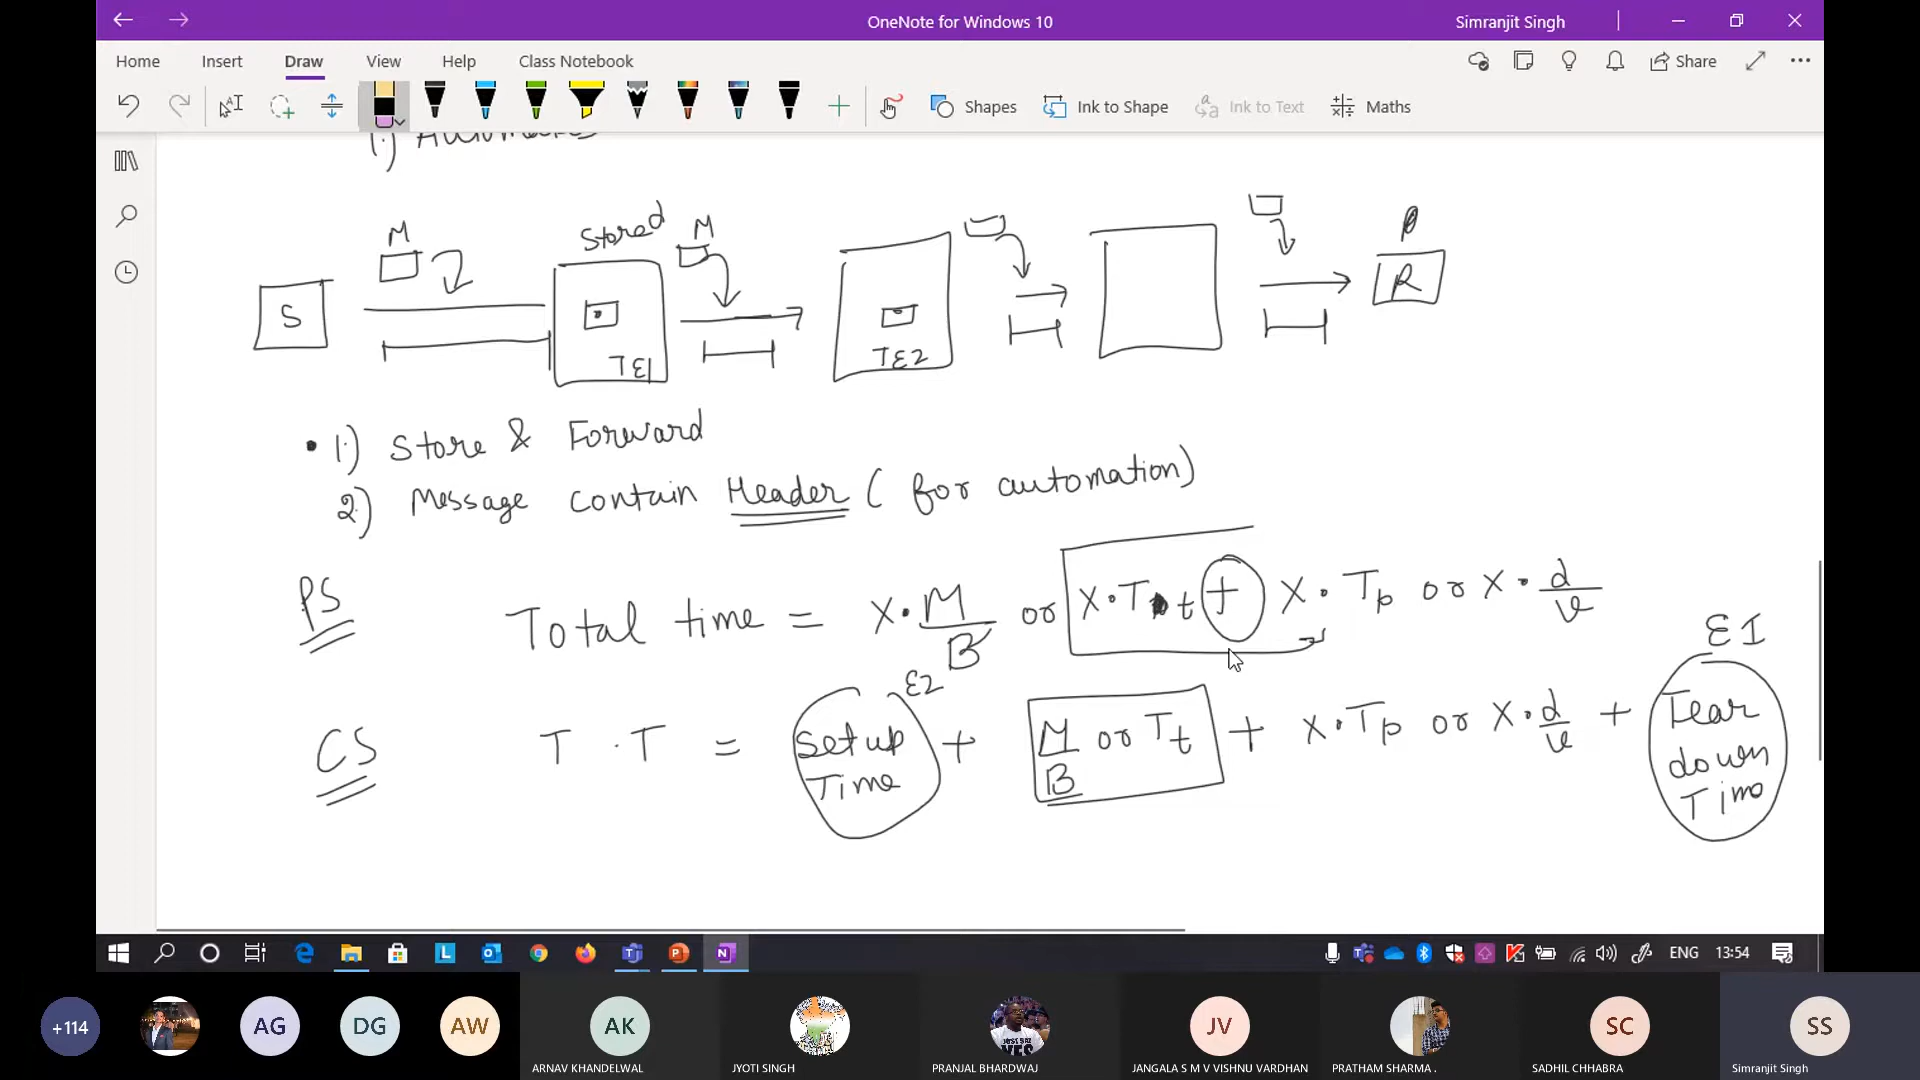 OneNote for Windows 10
Simranjit Singh
Home Insert Draw View Help Class Notebook
Share
Shapes Ink to Shape Ink to Text Maths
M
Stored
M
S
TE1
TE2
R
1.) Store & Forward
2) Message contain Header ( for automation)
PS
Total time = X·M/B or X·Tt + X·Tp or X·d/v
EI
E2
CS
T.T = Setup Time + M/B or Tt + X·Tp or X·d/v + Tear down Time
L
ENG 13:54
+114 AG DG AW AK JV SC SS
ARNAV KHANDELWAL JYOTI SINGH PRANJAL BHARDWAJ JANGALA S M V VISHNU VARDHAN PRATHAM SHARMA . SADHIL CHHABRA Simranjit Singh